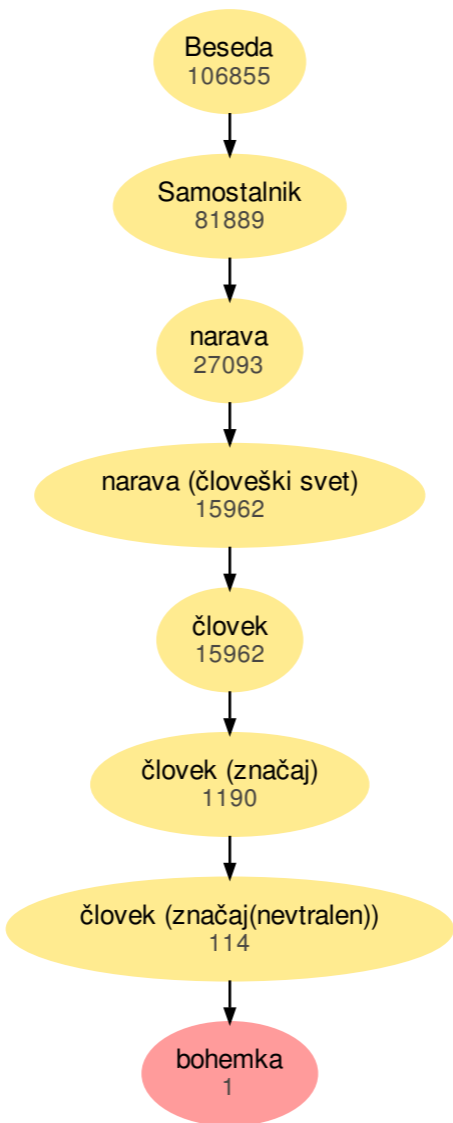 Beseda
106855
Samostalnik
81889
narava
27093
narava (človeški svet)
15962
človek
15962
človek (značaj)
1190
človek (značaj(nevtralen))
114
bohemka
1